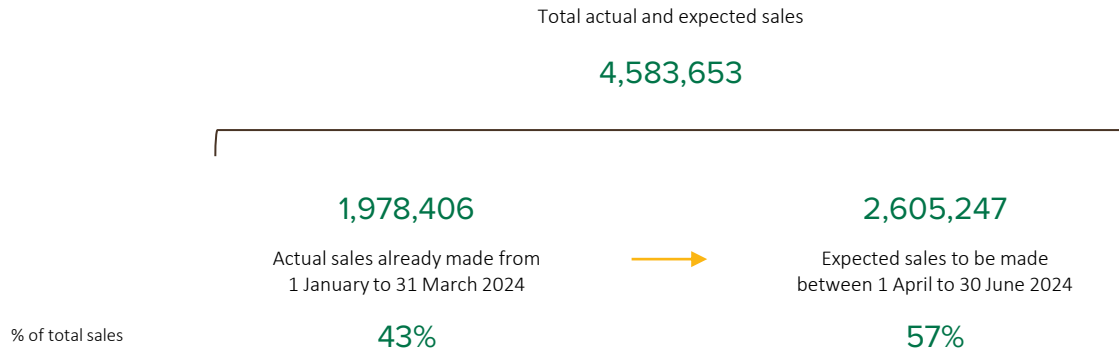 Total actual and expected sales
4,583,653
1,978,406
2,605,247
Actual sales already made from
1 January to 31 March 2024
Expected sales to be made
between 1 April to 30 June 2024
% of total sales
43%
57%